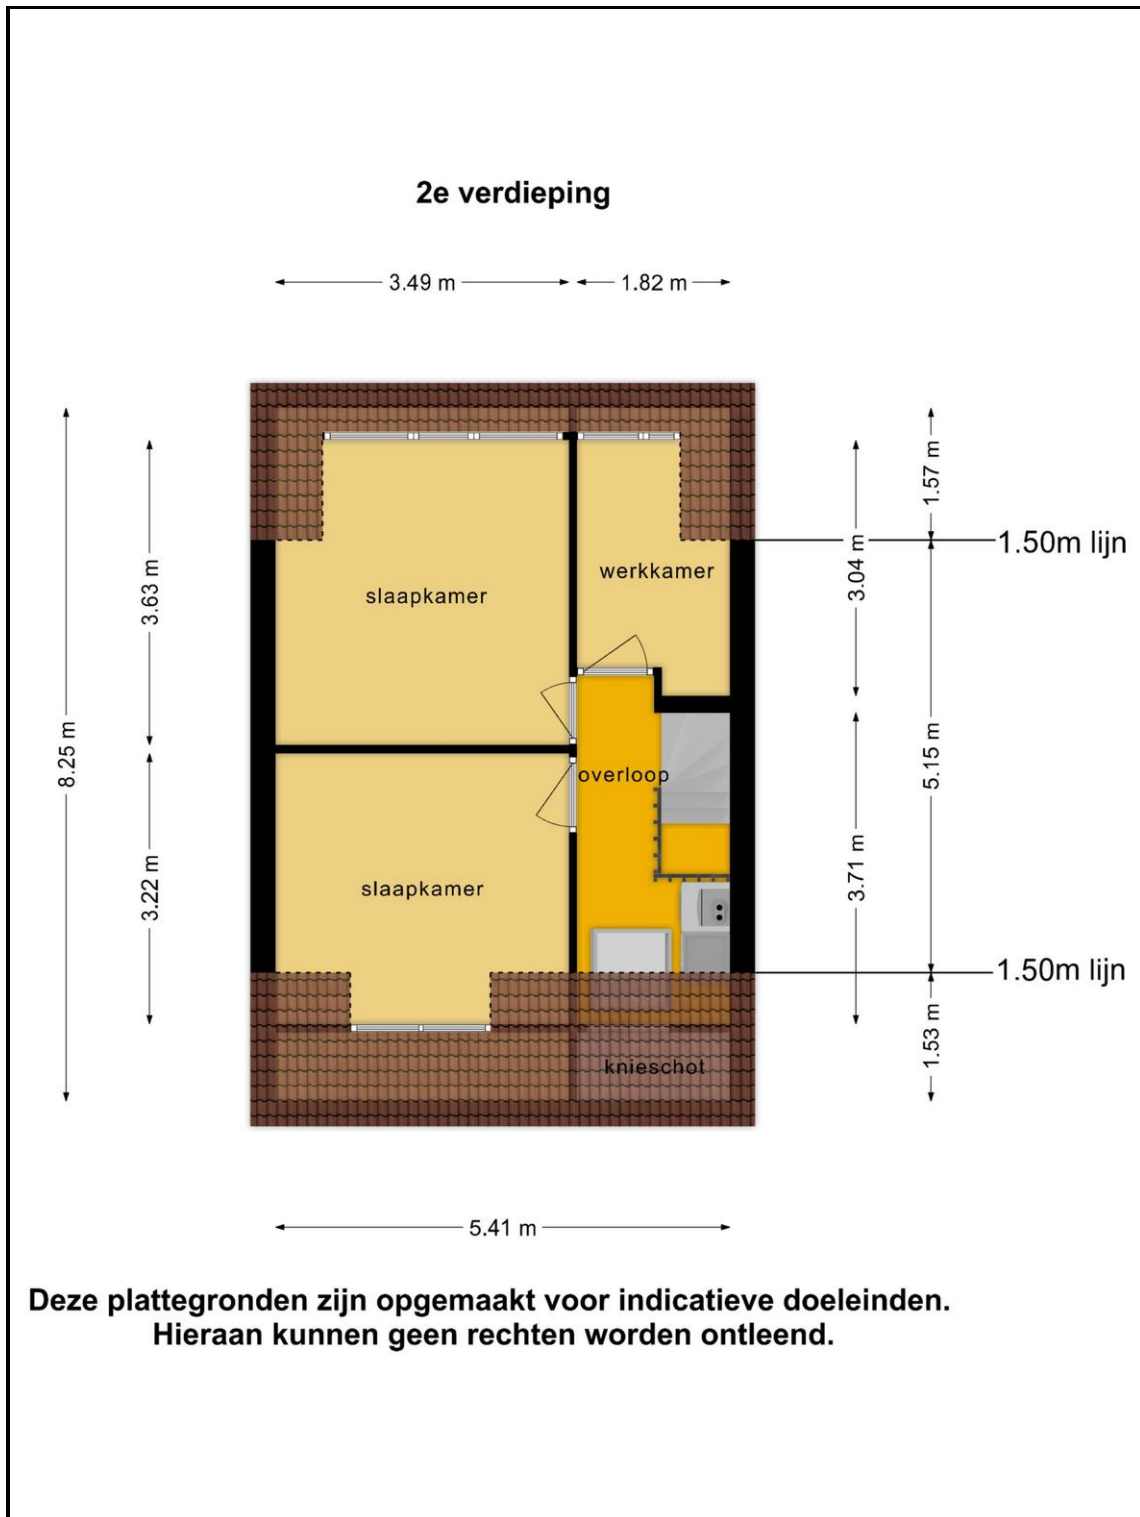 2e verdieping
3.49 m
1.82 m
1.57 m
1.50m lijn
3.04 m
werkkamer
slaapkamer
3.63 m
8.25 m
5.15 m
overloop
3.71 m
3.22 m
slaapkamer
1.50m lijn
1.53 m
knieschot
5.41 m
Deze plattegronden zijn opgemaakt voor indicatieve doeleinden.
Hieraan kunnen geen rechten worden ontleend.